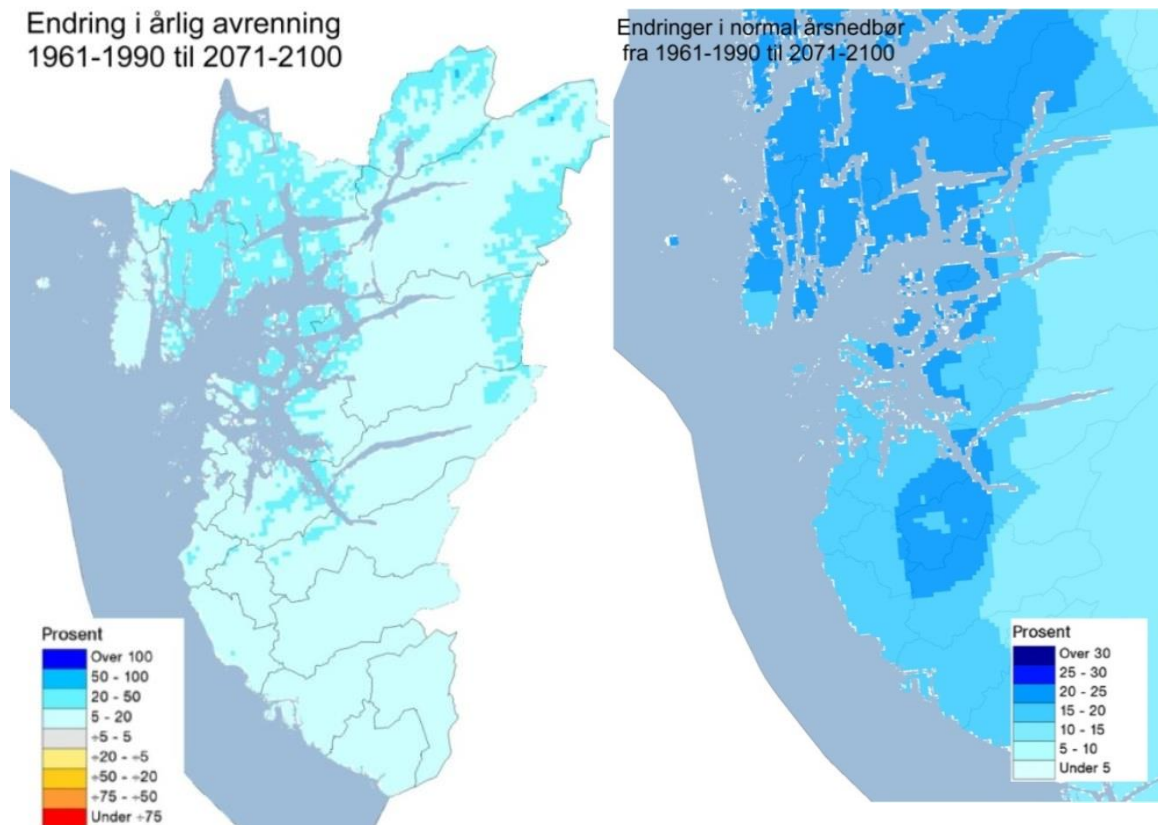 Endring i årlig avrenning
1961-1990 til 2071-2100
Prosent
Over 100
50 - 100
20 - 50
5 - 20
÷5 - 5
÷20 - ÷5
÷50 - ÷20
÷75 - ÷50
Under ÷75
Endringer i normal årsnedbør
fra 1961-1990 til 2071-2100
Prosent
Over 30
25 - 30
20 - 25
15 - 20
10 - 15
5 - 10
Under 5